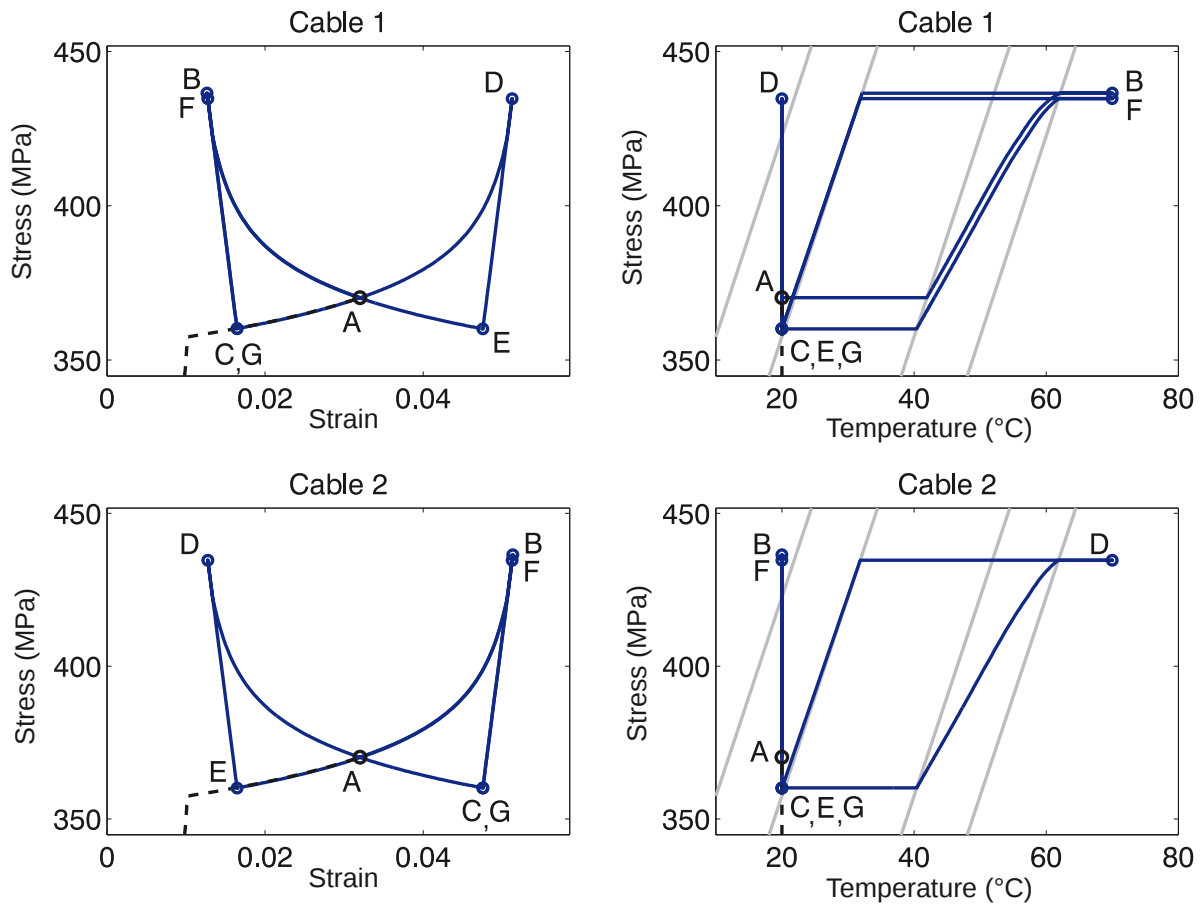 Cable 1
Stress (MPa)
450
400
350
B
F
D
A
C,G
E
0
0.02
0.04
Strain
Cable 1
Stress (MPa)
450
400
350
D
B
F
A
C,E,G
20
40
60
80
Temperature (°C)
Cable 2
Stress (MPa)
450
400
350
D
B
F
E
A
C,G
0
0.02
0.04
Strain
Cable 2
Stress (MPa)
450
400
350
B
F
D
A
C,E,G
20
40
60
80
Temperature (°C)